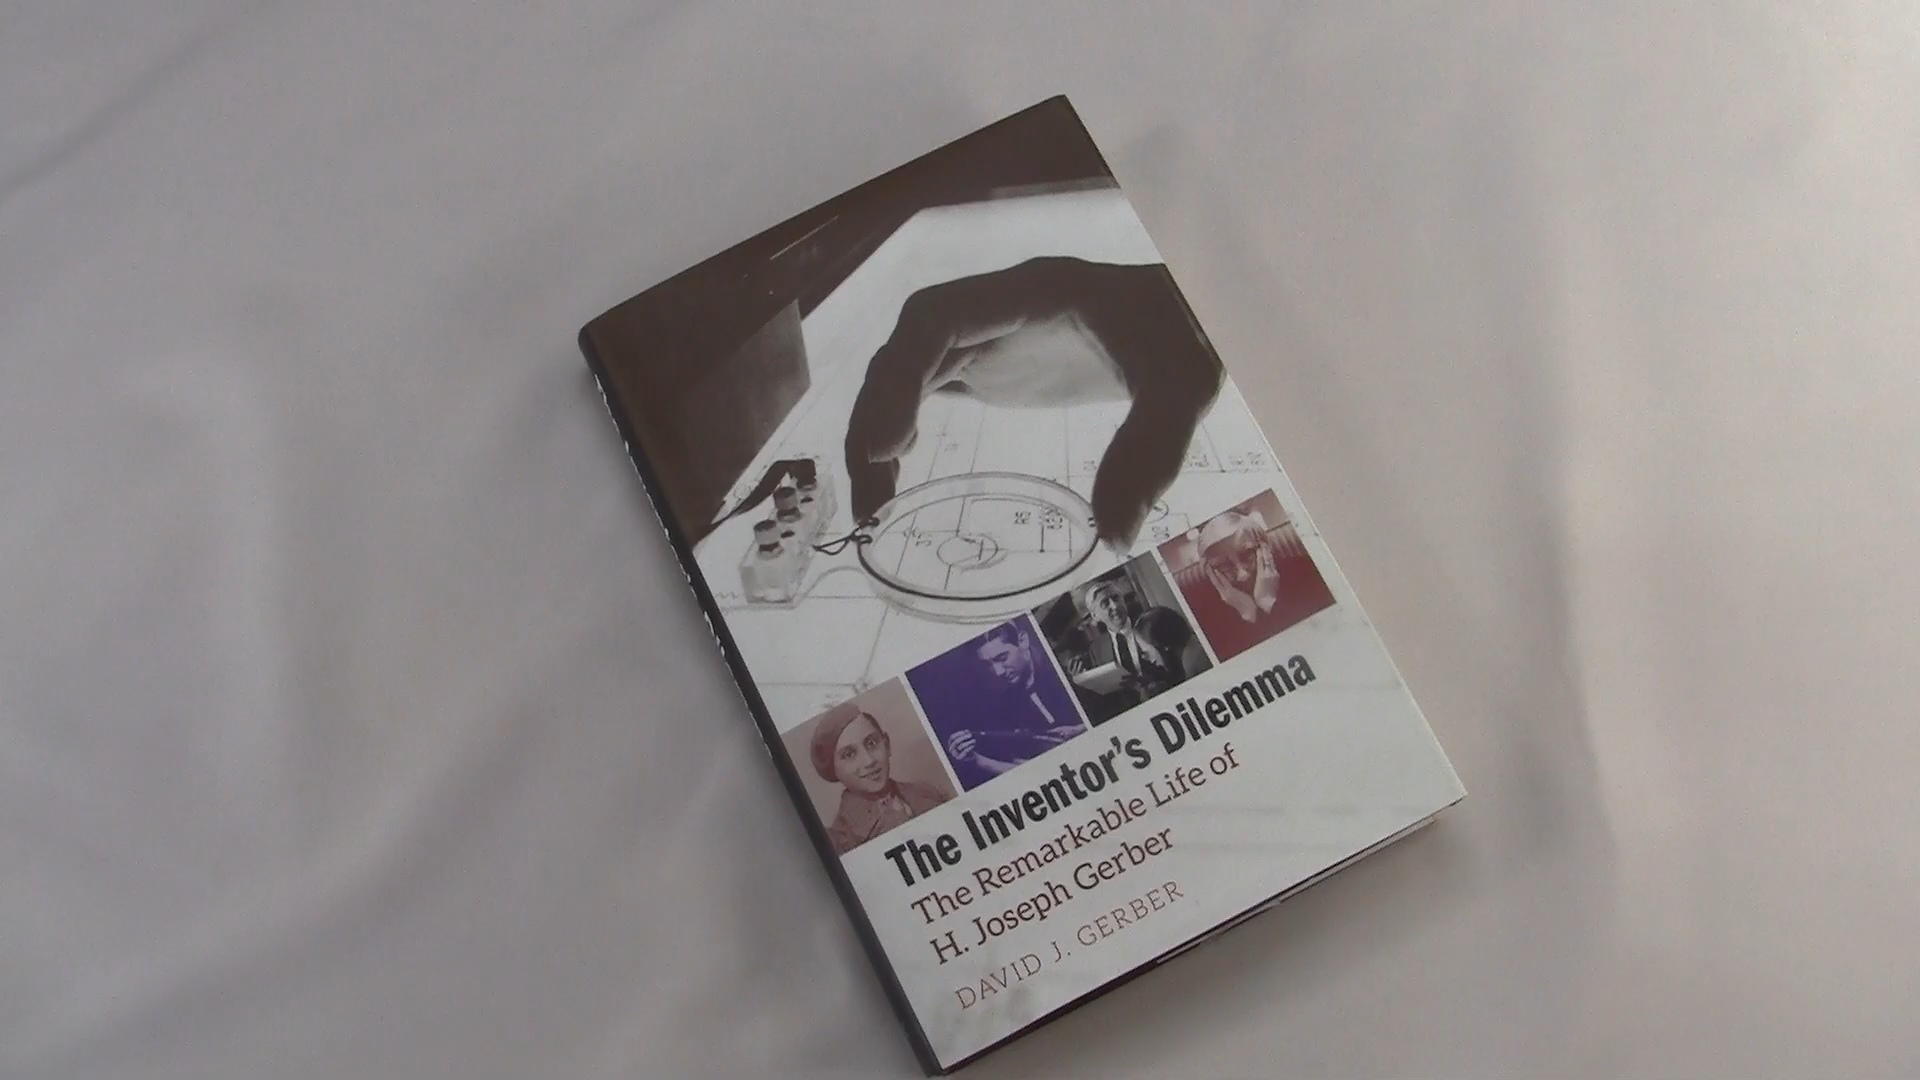 The Inventor's Dilemma
The Remarkable Life of
H. Joseph Gerber
DAVID J. GERBER